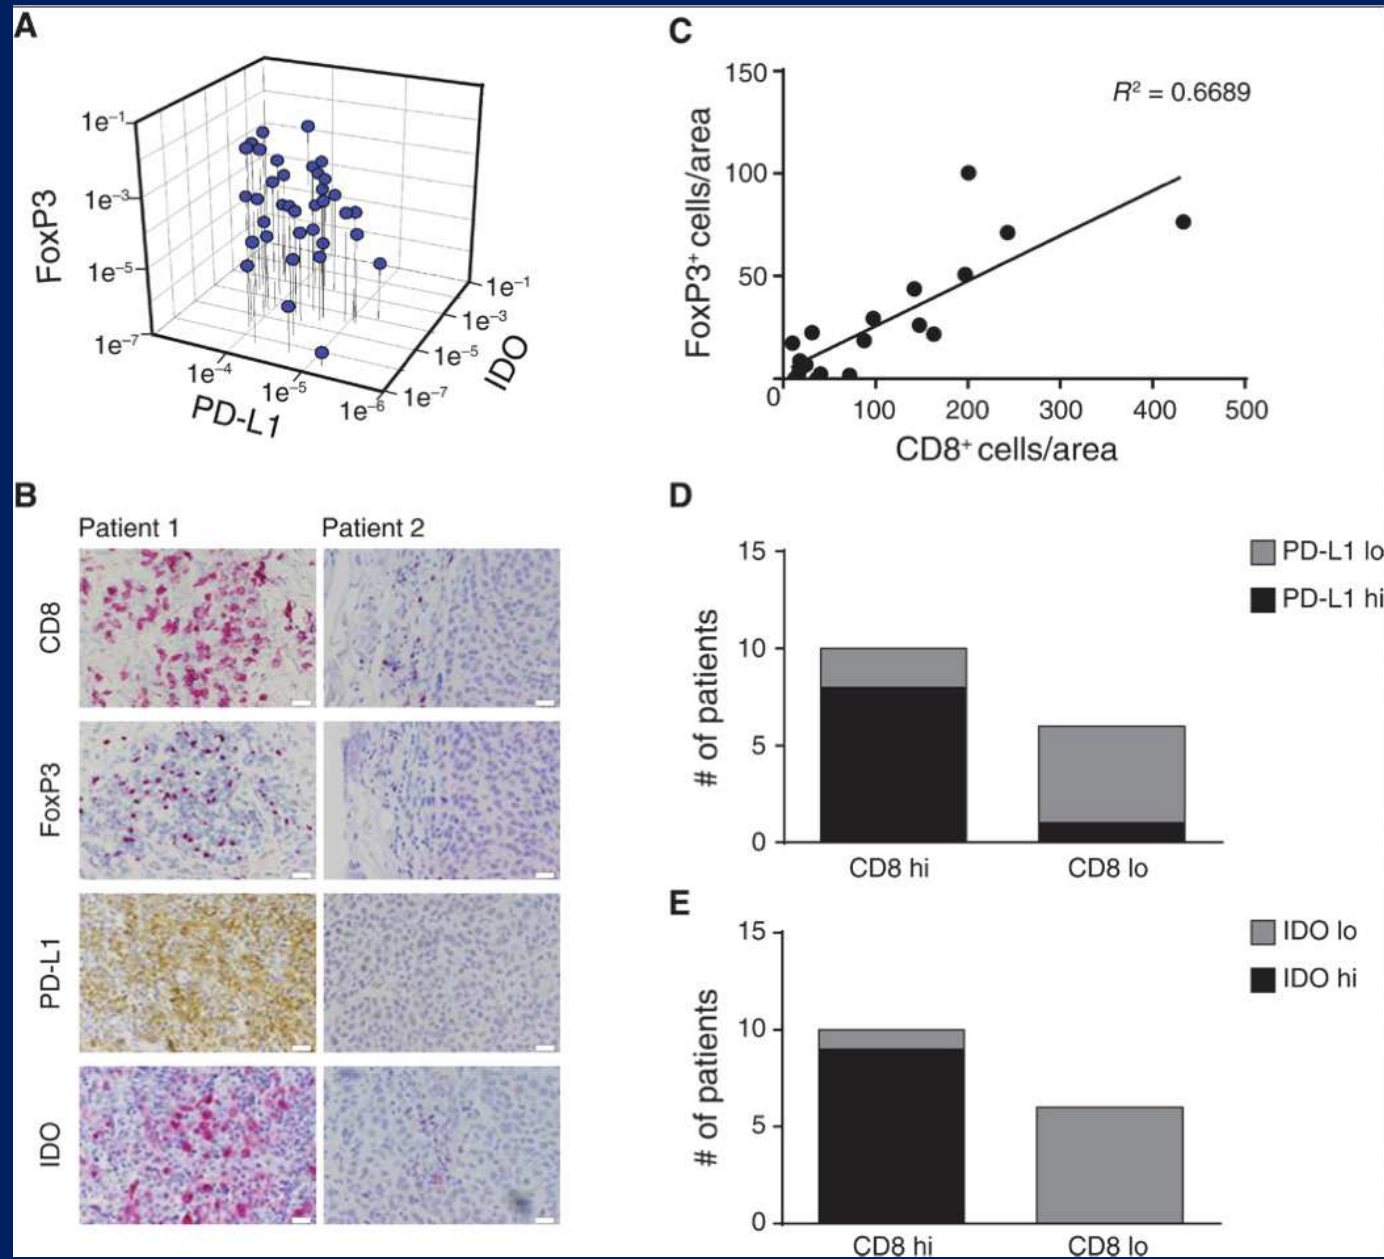 A
FoxP3
1e⁻¹
1e⁻³
1e⁻⁵
1e⁻⁷
1e⁻⁴
1e⁻⁵
1e⁻⁶
PD-L1
1e⁻¹
1e⁻³
1e⁻⁵
1e⁻⁷
IDO
B
Patient 1 Patient 2
CD8
FoxP3
PD-L1
IDO
C
R² = 0.6689
FoxP3⁺ cells/area
150
100
50
0 100 200 300 400 500
CD8⁺ cells/area
D
PD-L1 lo
PD-L1 hi
# of patients
15
10
5
0
CD8 hi CD8 lo
E
IDO lo
IDO hi
# of patients
15
10
5
0
CD8 hi CD8 lo